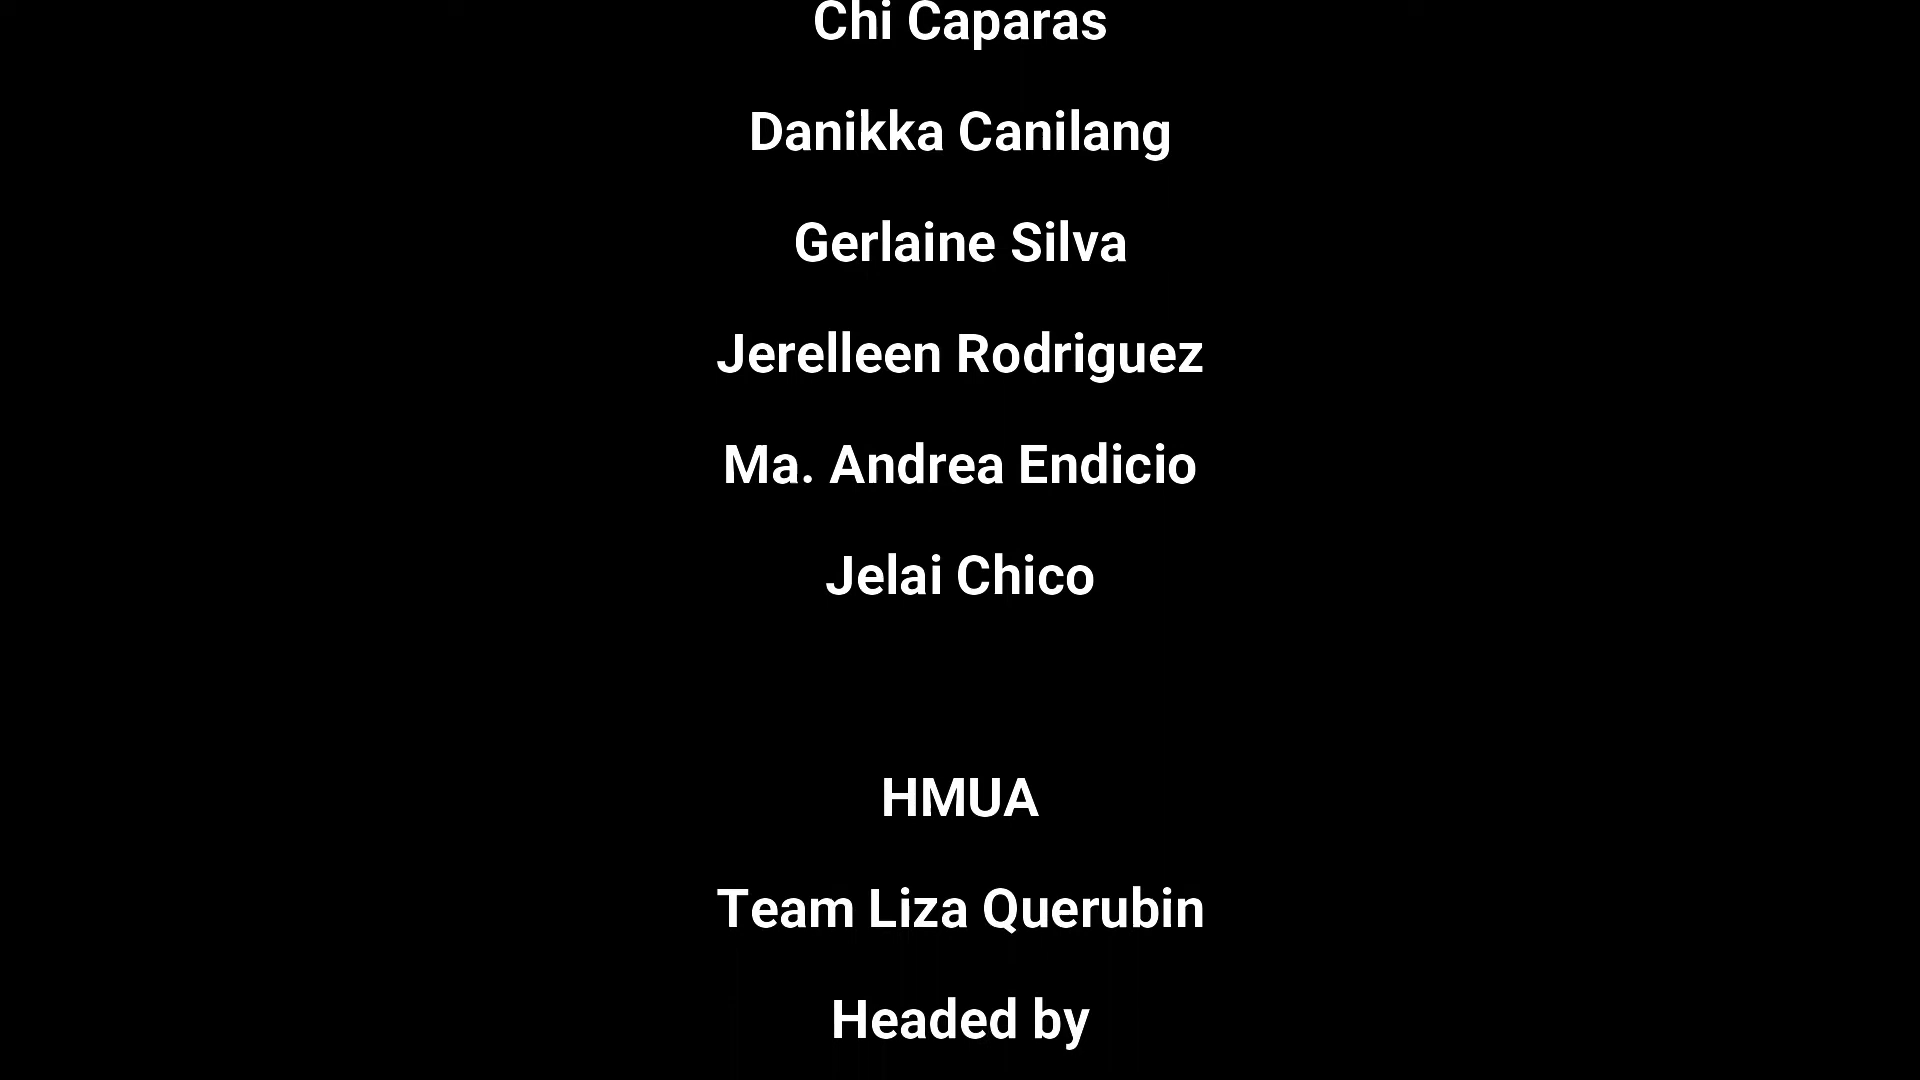 Chi Caparas
Danikka Canilang
Gerlaine Silva
Jerelleen Rodriguez
Ma. Andrea Endicio
Jelai Chico
HMUA
Team Liza Querubin
Headed by